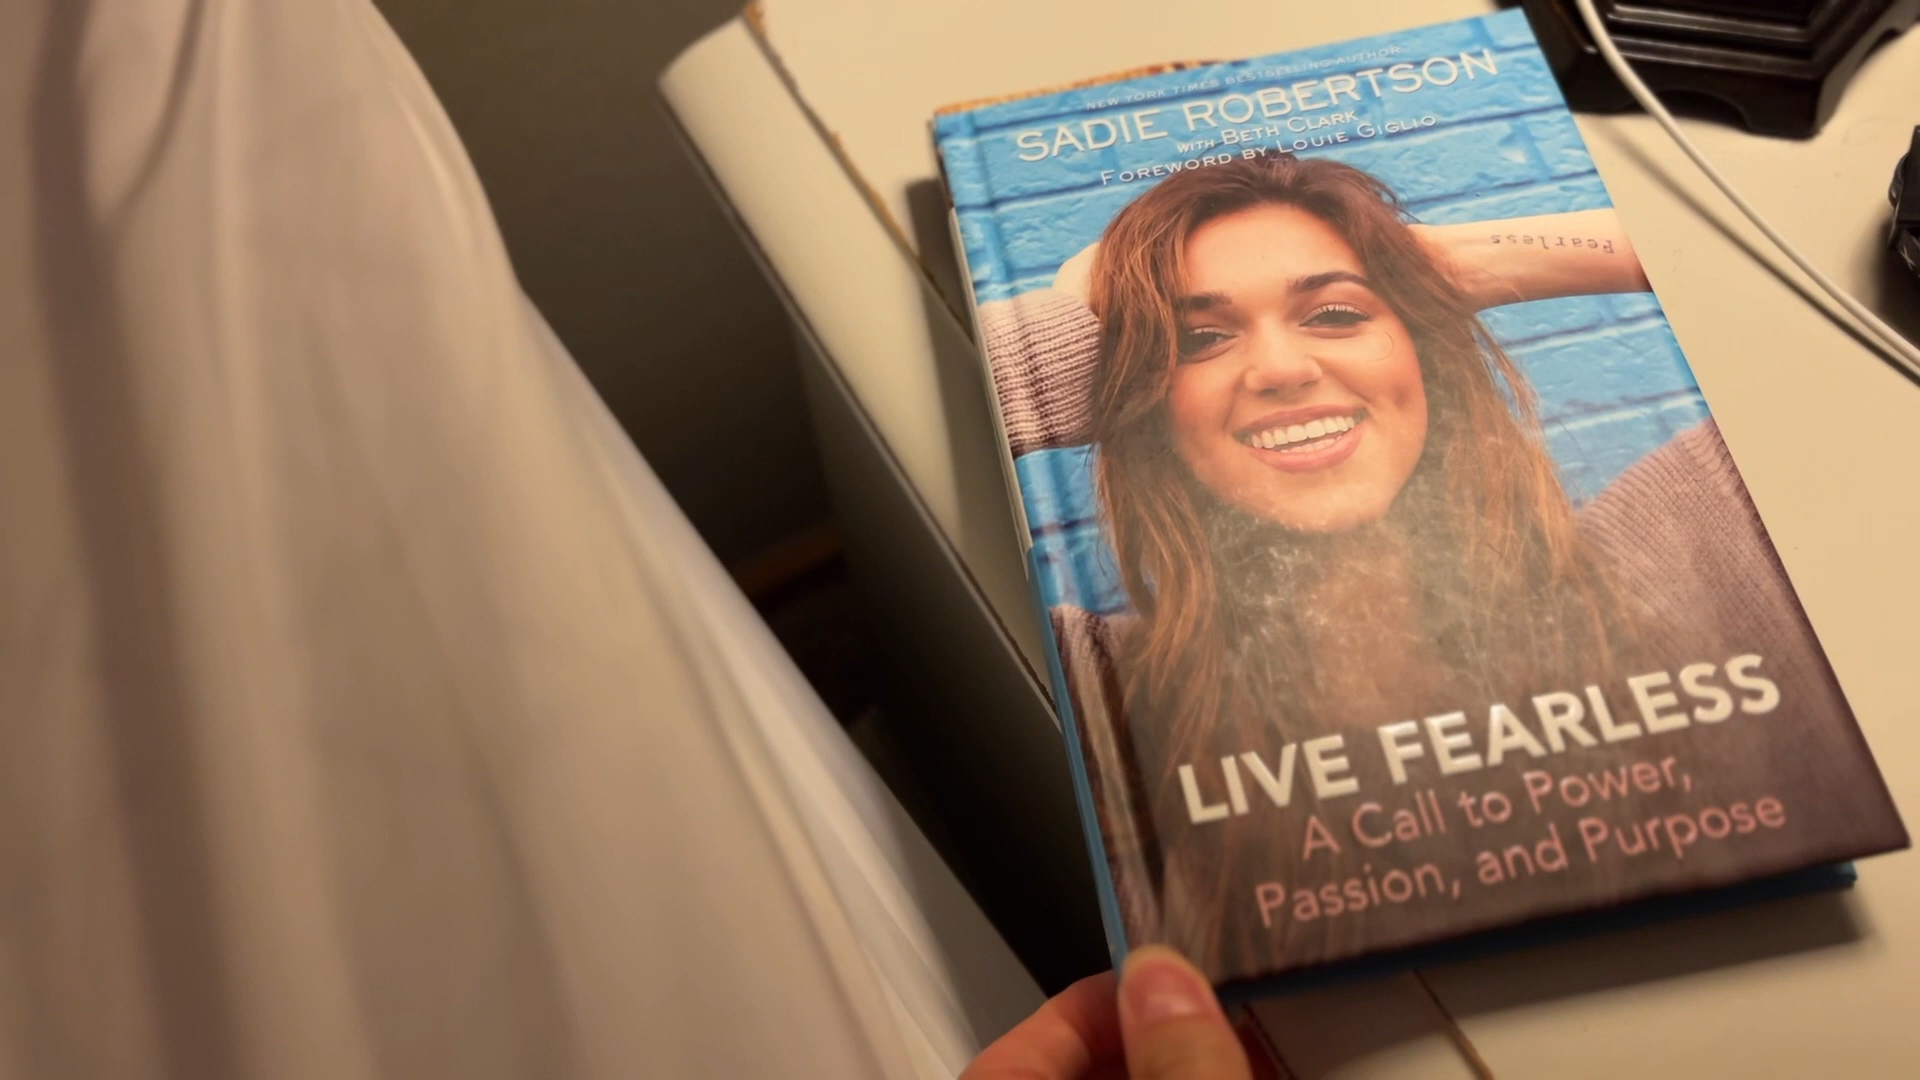 NEW YORK TIMES BESTSELLING AUTHOR
SADIE ROBERTSON
WITH BETH CLARK
FOREWORD BY LOUIE GIGLIO
Fearless
LIVE FEARLESS
A Call to Power,
Passion, and Purpose